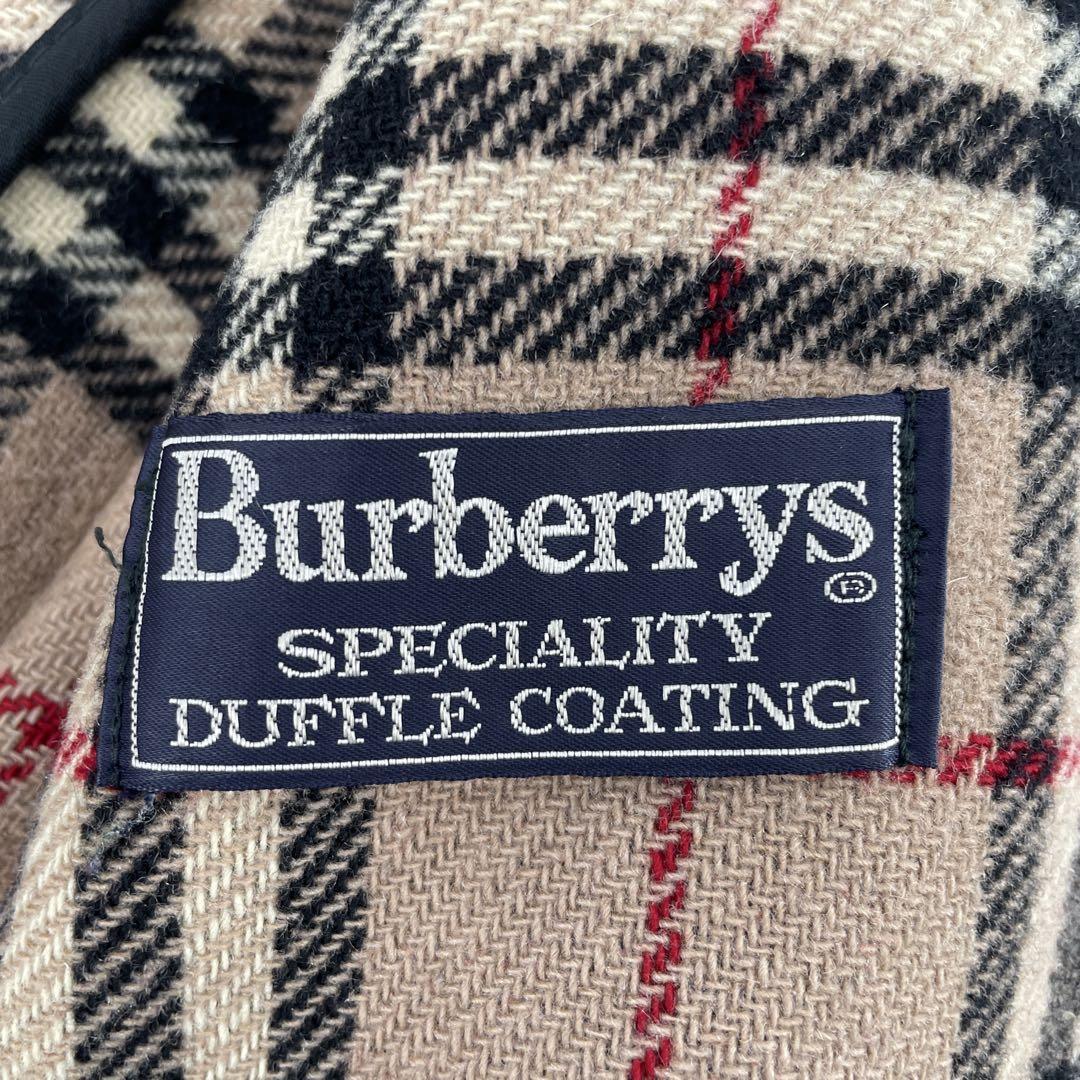 Burberrys®
SPECIALITY
DUFFLE COATING